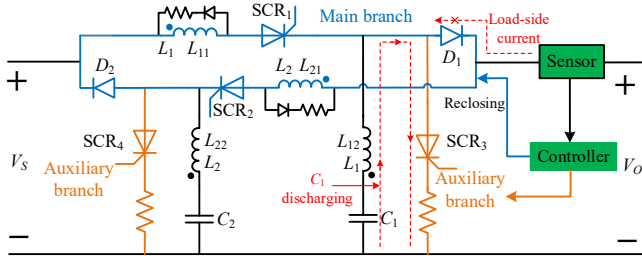 SCR1
Main branch
Load-side
current
L1
L11
D1
Sensor
+
+
D2
SCR2
L2
L21
Reclosing
SCR4
L22
L12
SCR3
Controller
VS
Auxiliary
branch
L2
L1
VO
C1
discharging
Auxiliary
branch
C2
C1
−
−